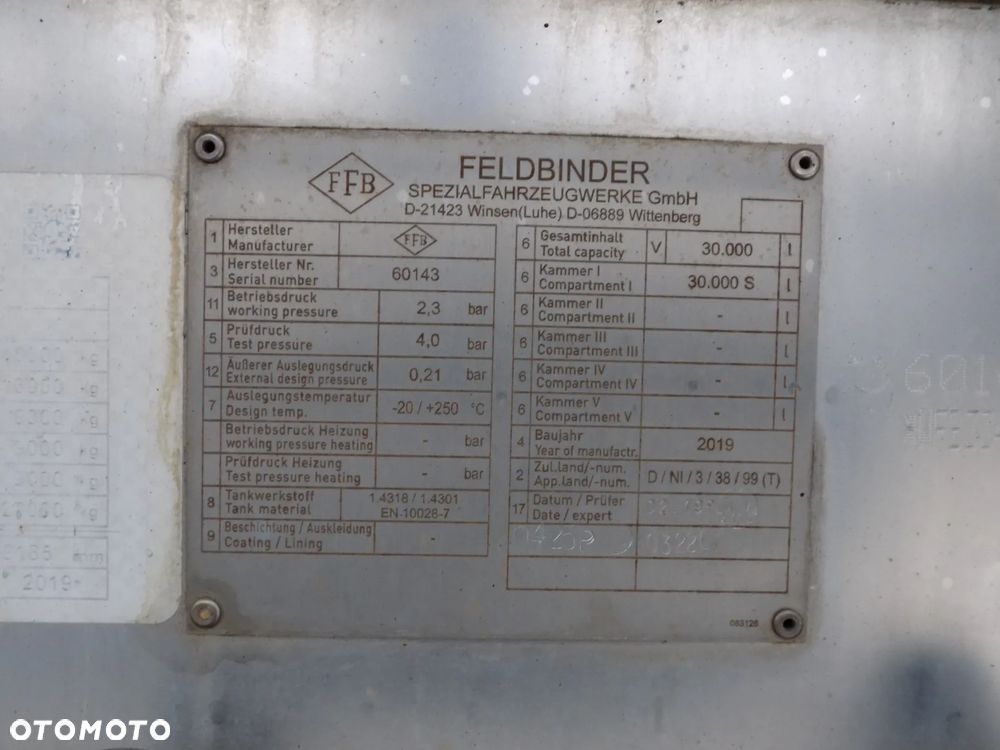 FFB
FELDBINDER
SPEZIALFAHRZEUGWERKE GmbH
D-21423 Winsen(Luhe) D-06889 Wittenberg
1 Hersteller
Manufacturer FFB
3 Hersteller Nr.
Serial number 60143
11 Betriebsdruck
working pressure 2,3 bar
5 Prüfdruck
Test pressure 4,0 bar
12 Äußerer Auslegungsdruck
External design pressure 0,21 bar
7 Auslegungstemperatur
Design temp. -20 / +250 °C
Betriebsdruck Heizung
working pressure heating - bar
Prüfdruck Heizung
Test pressure heating - bar
8 Tankwerkstoff 1.4318 / 1.4301
Tank material EN-10028-7
9 Beschichtung / Auskleidung
Coating / Lining -
6 Gesamtinhalt
Total capacity V 30.000 l
6 Kammer I
Compartment I 30.000 S l
6 Kammer II
Compartment II - l
6 Kammer III
Compartment III - l
6 Kammer IV
Compartment IV - l
6 Kammer V
Compartment V - l
4 Baujahr
Year of manufactr. 2019
2 Zul.land/-num.
App.land/-num. D / NI / 3 / 38 / 99 (T)
17 Datum / Prüfer
Date / expert
083126
mm
2019
OTOMOTO